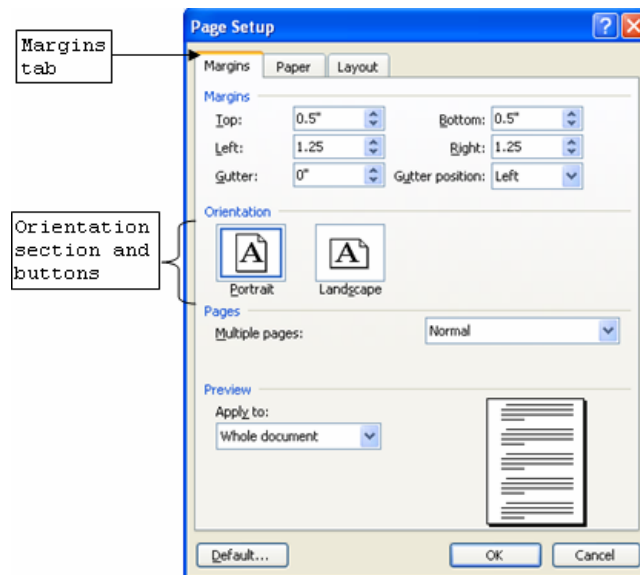 Page Setup
Margins
tab
Margins Paper Layout
Margins
Top: 0.5" Bottom: 0.5"
Left: 1.25 Right: 1.25
Gutter: 0" Gutter position: Left
Orientation
Orientation
section and
buttons
A A
Portrait Landscape
Pages
Multiple pages: Normal
Preview
Apply to:
Whole document
Default... OK Cancel